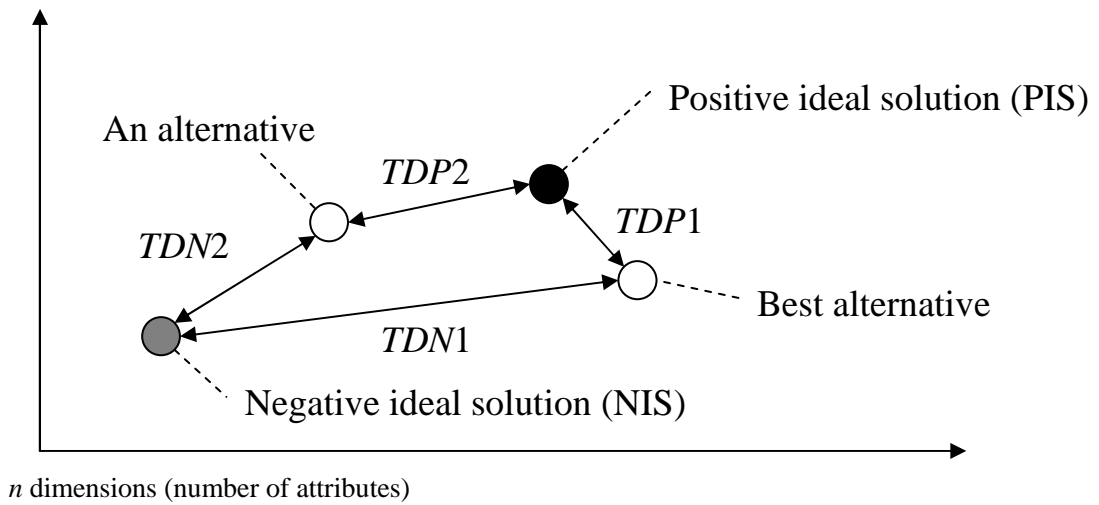 Positive ideal solution (PIS)
An alternative
TDP2
TDP1
TDN2
Best alternative
TDN1
Negative ideal solution (NIS)
n dimensions (number of attributes)